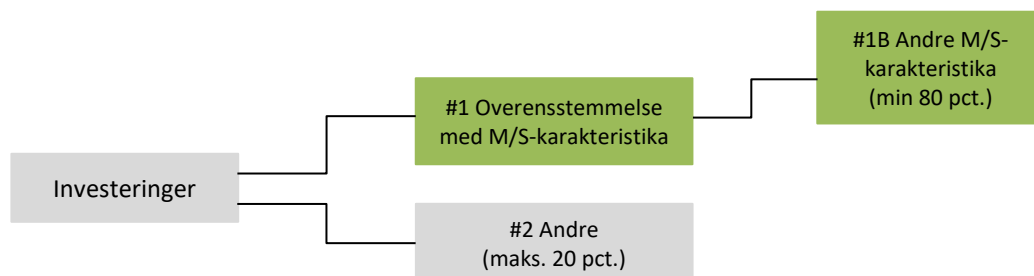 Investeringer
#1 Overensstemmelse
med M/S-karakteristika
#1B Andre M/S-
karakteristika
(min 80 pct.)
#2 Andre
(maks. 20 pct.)